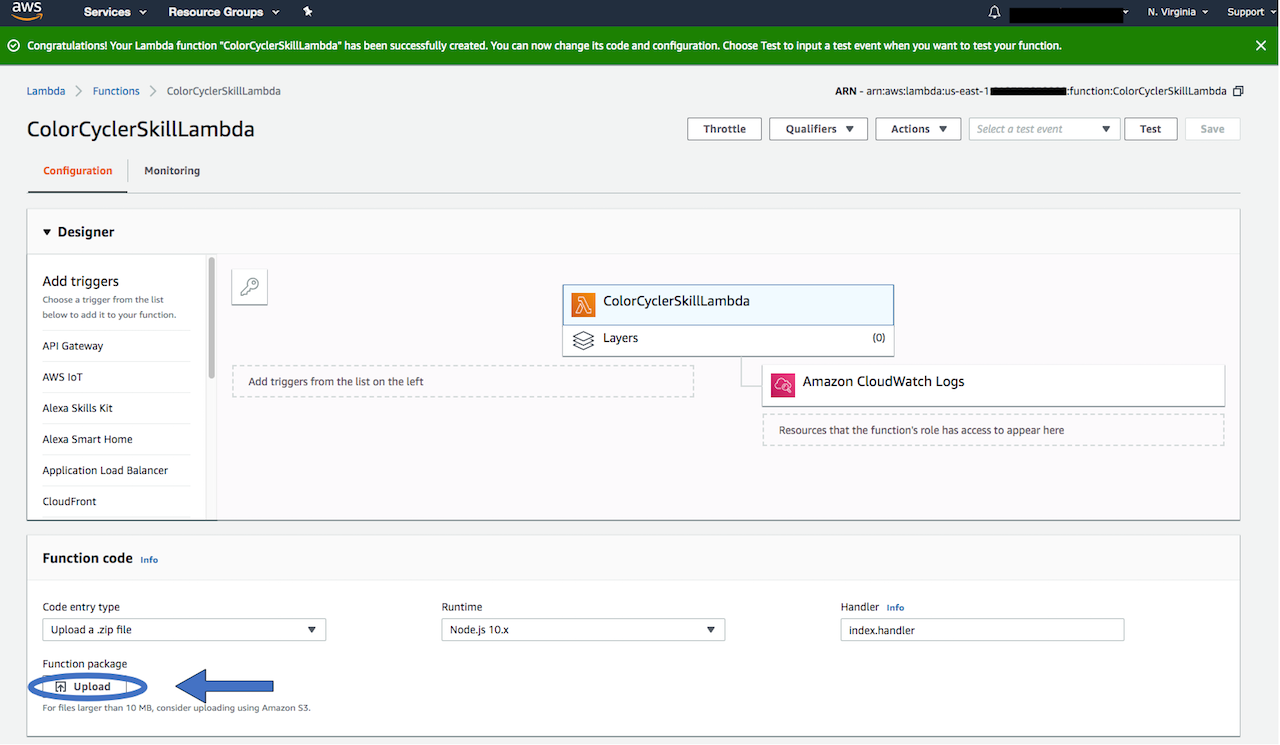 aws
Services Resource Groups N. Virginia Support
Congratulations! Your Lambda function "ColorCyclerSkillLambda" has been successfully created. You can now change its code and configuration. Choose Test to input a test event when you want to test your function.
Lambda Functions ColorCyclerSkillLambda
ARN - arn:aws:lambda:us-east-1 :function:ColorCyclerSkillLambda
ColorCyclerSkillLambda
Throttle Qualifiers Actions Select a test event Test Save
Configuration Monitoring
Designer
Add triggers
Choose a trigger from the list
below to add it to your function.
API Gateway
AWS IoT
Alexa Skills Kit
Alexa Smart Home
Application Load Balancer
CloudFront
ColorCyclerSkillLambda
Layers (0)
Add triggers from the list on the left
Amazon CloudWatch Logs
Resources that the function's role has access to appear here
Function code Info
Code entry type
Upload a .zip file
Runtime
Node.js 10.x
Handler Info
index.handler
Function package
Upload
For files larger than 10 MB, consider uploading using Amazon S3.